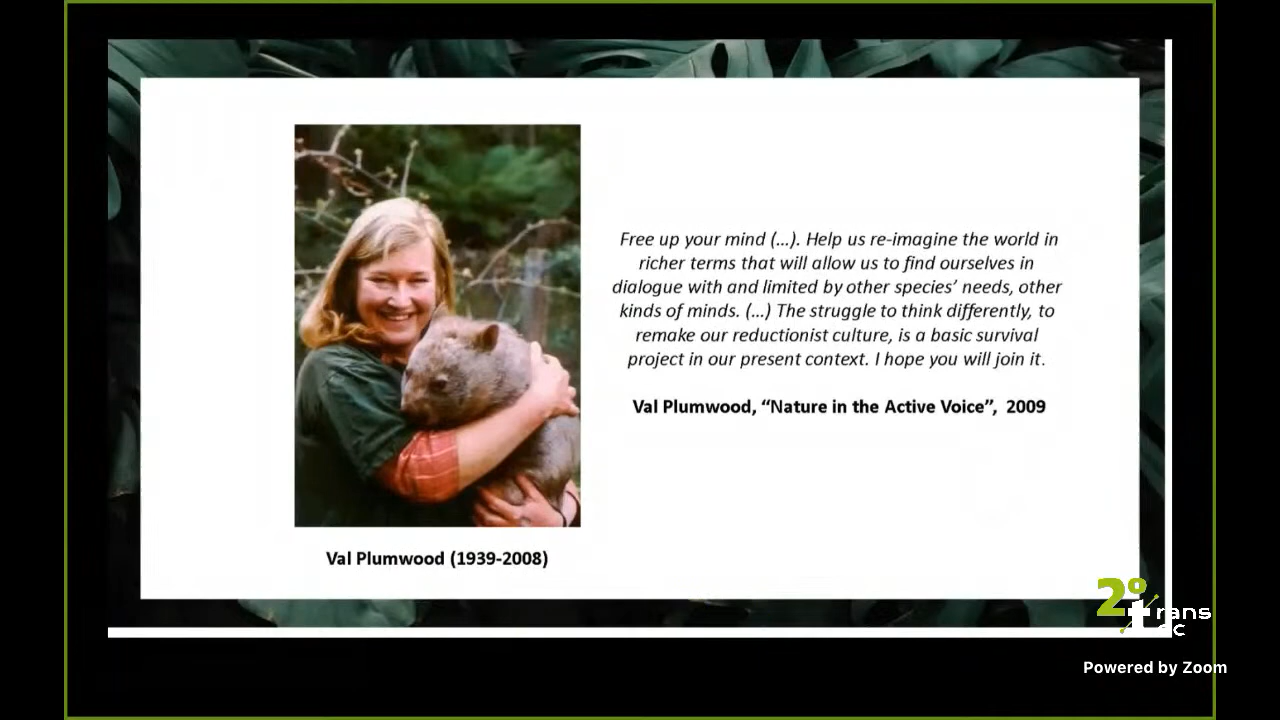 Free up your mind (...). Help us re-imagine the world in
richer terms that will allow us to find ourselves in
dialogue with and limited by other species’ needs, other
kinds of minds. (...) The struggle to think differently, to
remake our reductionist culture, is a basic survival
project in our present context. I hope you will join it.
Val Plumwood, “Nature in the Active Voice”, 2009
Val Plumwood (1939-2008)
2º
trans
Powered by Zoom